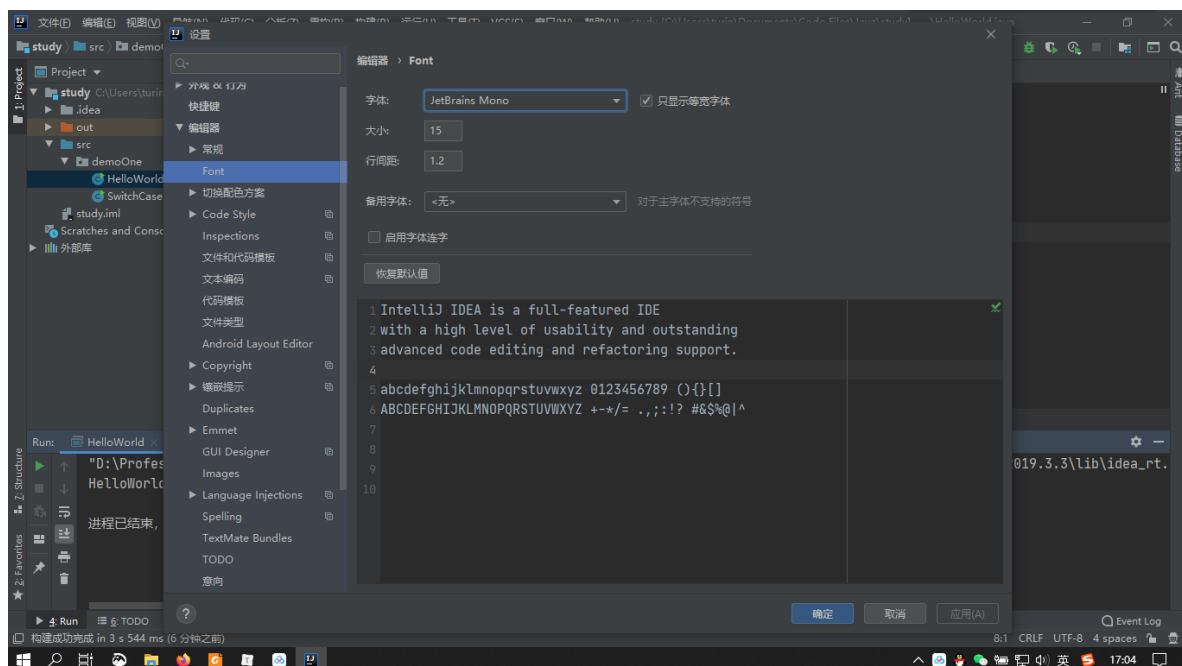 文件(F) 编辑(E) 视图(V)
study src demo
设置
1: Project
Project
study C:\Users\turin
.idea
out
src
demoOne
HelloWorld
SwitchCase
study.iml
Scratches and Conso
外部库
外观 & 行为
快捷键
编辑器
常规
Font
切换配色方案
Code Style
Inspections
文件和代码模板
文本编码
代码模板
文件类型
Android Layout Editor
Copyright
镶嵌提示
Duplicates
Emmet
GUI Designer
Images
Language Injections
Spelling
TextMate Bundles
TODO
意向
编辑器 › Font
字体: JetBrains Mono 只显示等宽字体
大小: 15
行间距: 1.2
备用字体: <无> 对于主字体不支持的符号
启用字体连字
恢复默认值
1 IntelliJ IDEA is a full-featured IDE
2 with a high level of usability and outstanding
3 advanced code editing and refactoring support.
4
5 abcdefghijklmnopqrstuvwxyz 0123456789 (){}[]
6 ABCDEFGHIJKLMNOPQRSTUVWXYZ +-*/= .,;:!? #&$%@|^
7
8
9
10
? 确定 取消 应用(A)
Ant
Database
Run: HelloWorld
"D:\Profes
019.3.3\lib\idea_rt.
HelloWorld
进程已结束,
7: Structure
2: Favorites
4: Run 6: TODO Event Log
构建成功完成 in 3 s 544 ms (6 分钟之前) 8:1 CRLF UTF-8 4 spaces
英 17:04